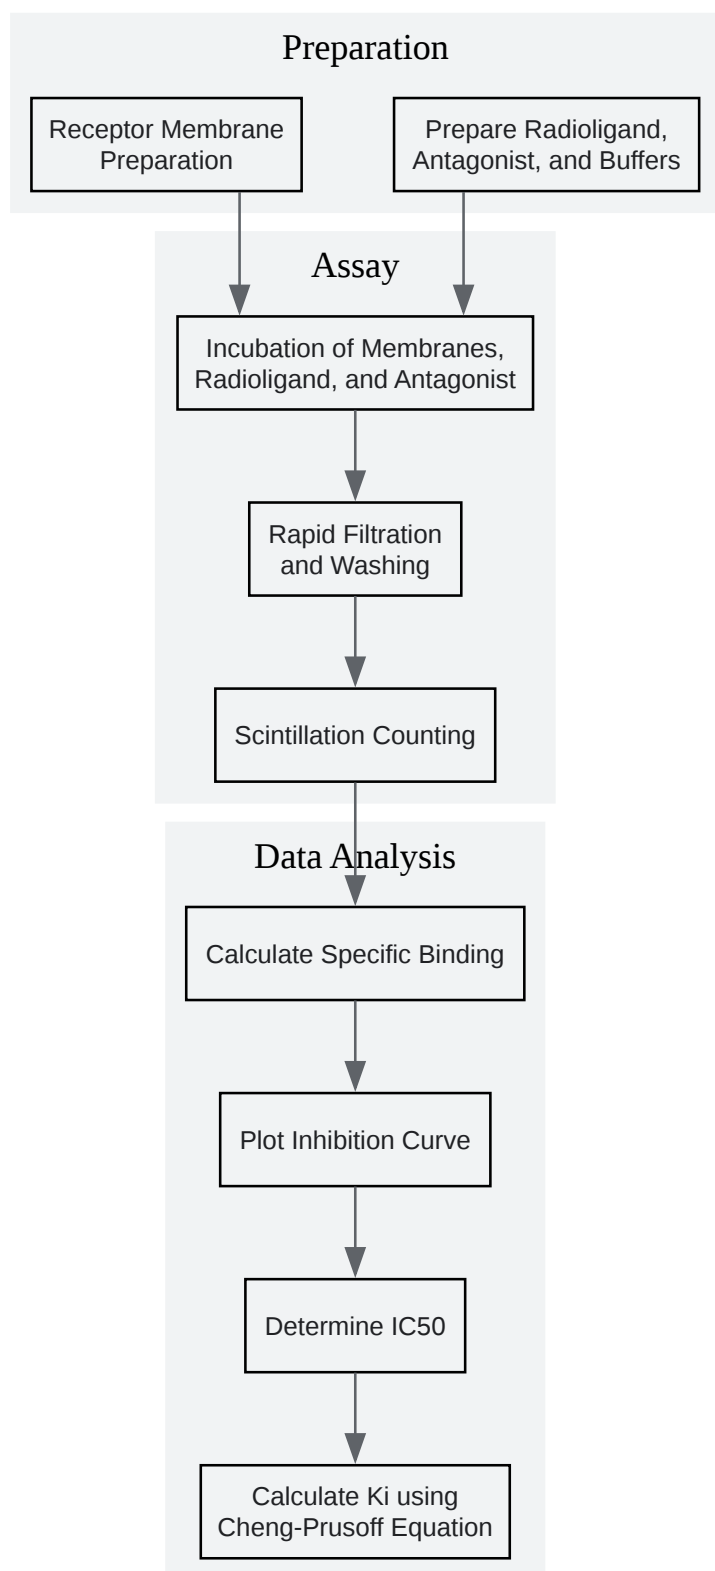 Preparation
Receptor Membrane
Preparation
Prepare Radioligand,
Antagonist, and Buffers
Assay
Incubation of Membranes,
Radioligand, and Antagonist
Rapid Filtration
and Washing
Scintillation Counting
Data Analysis
Calculate Specific Binding
Plot Inhibition Curve
Determine IC50
Calculate Ki using
Cheng-Prusoff Equation